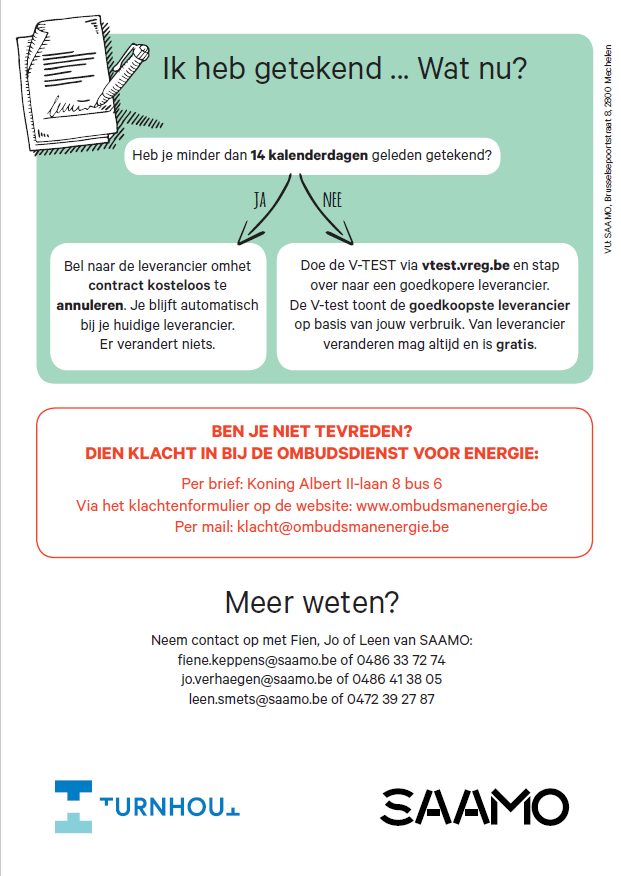 Ik heb getekend ... Wat nu?
Heb je minder dan 14 kalenderdagen geleden getekend?
JA
NEE
Bel naar de leverancier omhet
contract kosteloos te
annuleren. Je blijft automatisch
bij je huidige leverancier.
Er verandert niets.
Doe de V-TEST via vtest.vreg.be en stap
over naar een goedkopere leverancier.
De V-test toont de goedkoopste leverancier
op basis van jouw verbruik. Van leverancier
veranderen mag altijd en is gratis.
VU: SAAMO, Brusselsepoortstraat 8, 2800 Mechelen
BEN JE NIET TEVREDEN?
DIEN KLACHT IN BIJ DE OMBUDSDIENST VOOR ENERGIE:
Per brief: Koning Albert II-laan 8 bus 6
Via het klachtenformulier op de website: www.ombudsmanenergie.be
Per mail: klacht@ombudsmanenergie.be
Meer weten?
Neem contact op met Fien, Jo of Leen van SAAMO:
fiene.keppens@saamo.be of 0486 33 72 74
jo.verhaegen@saamo.be of 0486 41 38 05
leen.smets@saamo.be of 0472 39 27 87
TURNHOUT
SAAMO